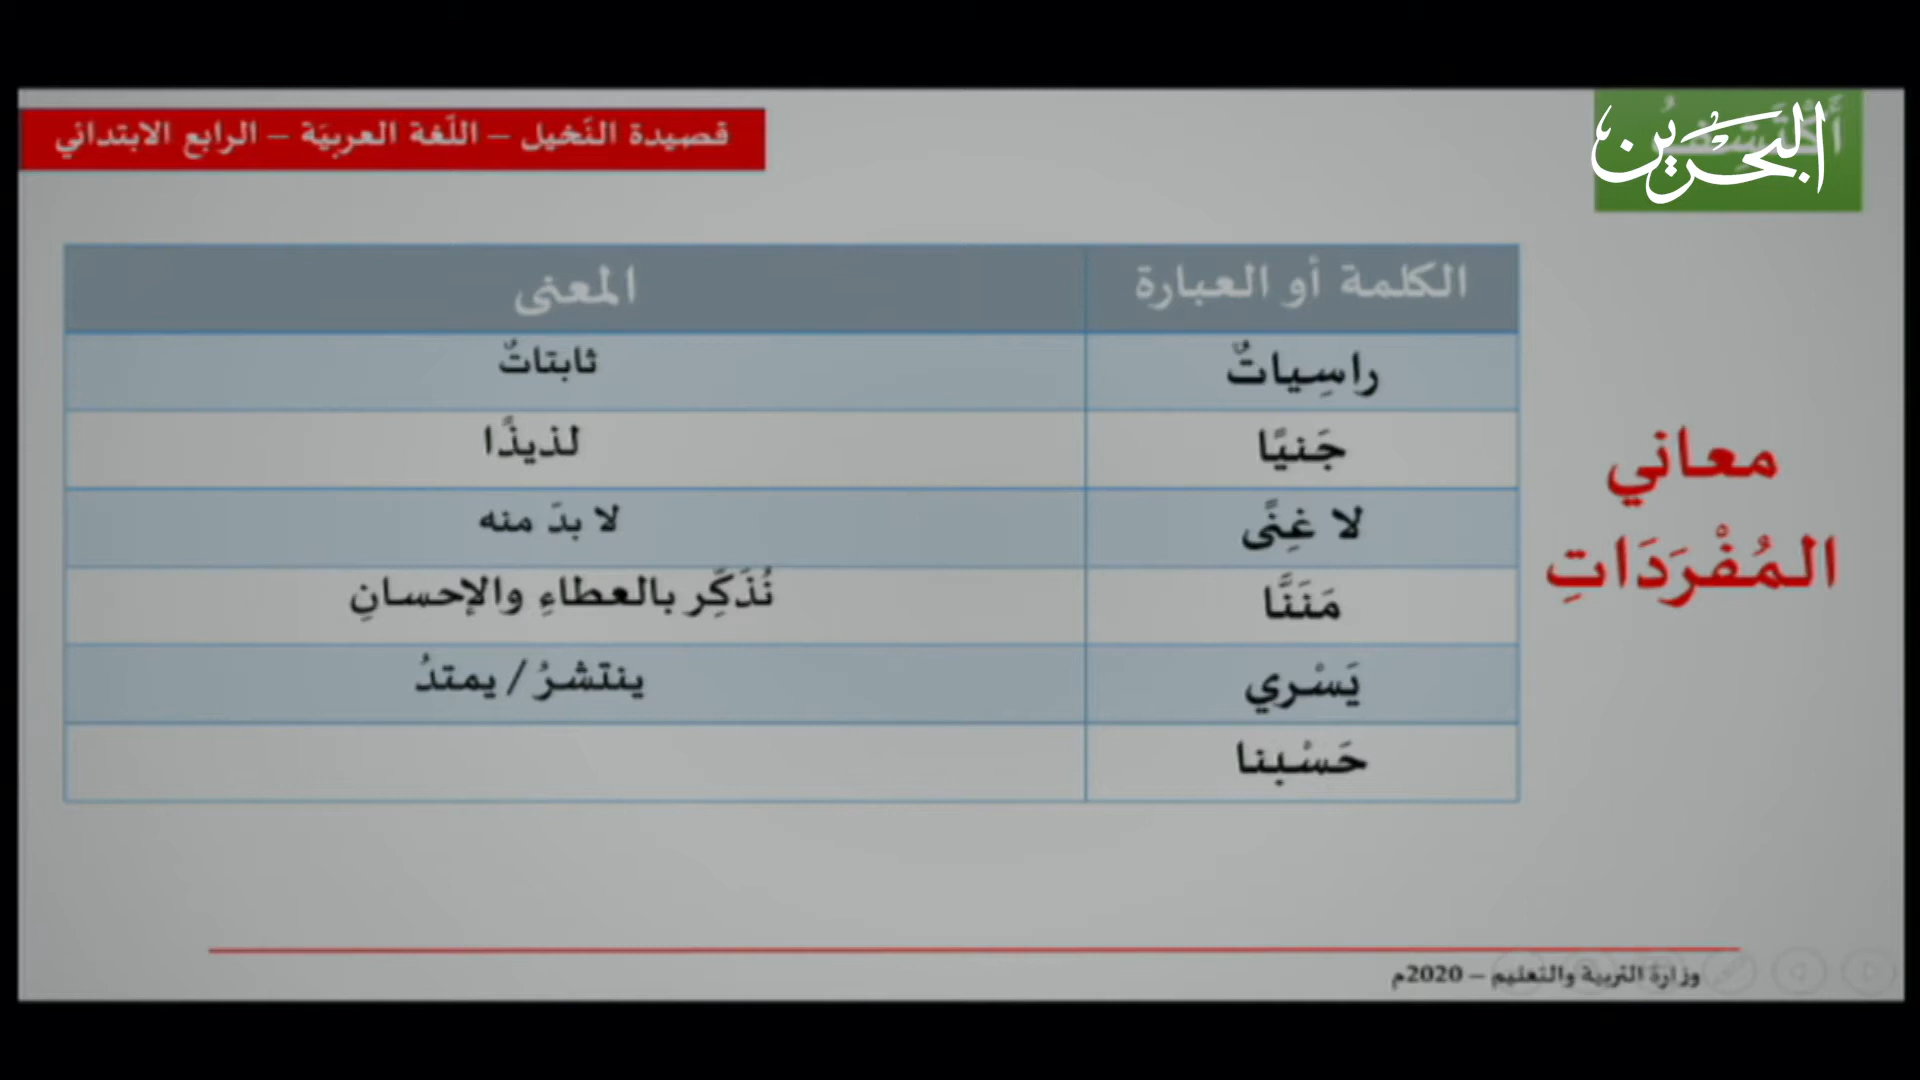 البحرين
قصيدة النّخيل – اللّغة العربيّة – الرابع الابتدائي
معاني
المُفْرَدَاتِ
الكلمة أو العبارة	المعنى
راسِياتٌ	ثابتاتٌ
جَنيًا	لذيذًا
لا غِنًى	لا بدَ منه
مَنَنَّا	نُذَكِّر بالعطاءِ والإحسانِ
يَسْري	ينتشرُ / يمتدُ
حَسْبنا
وزارة التربية والتعليم – 2020م